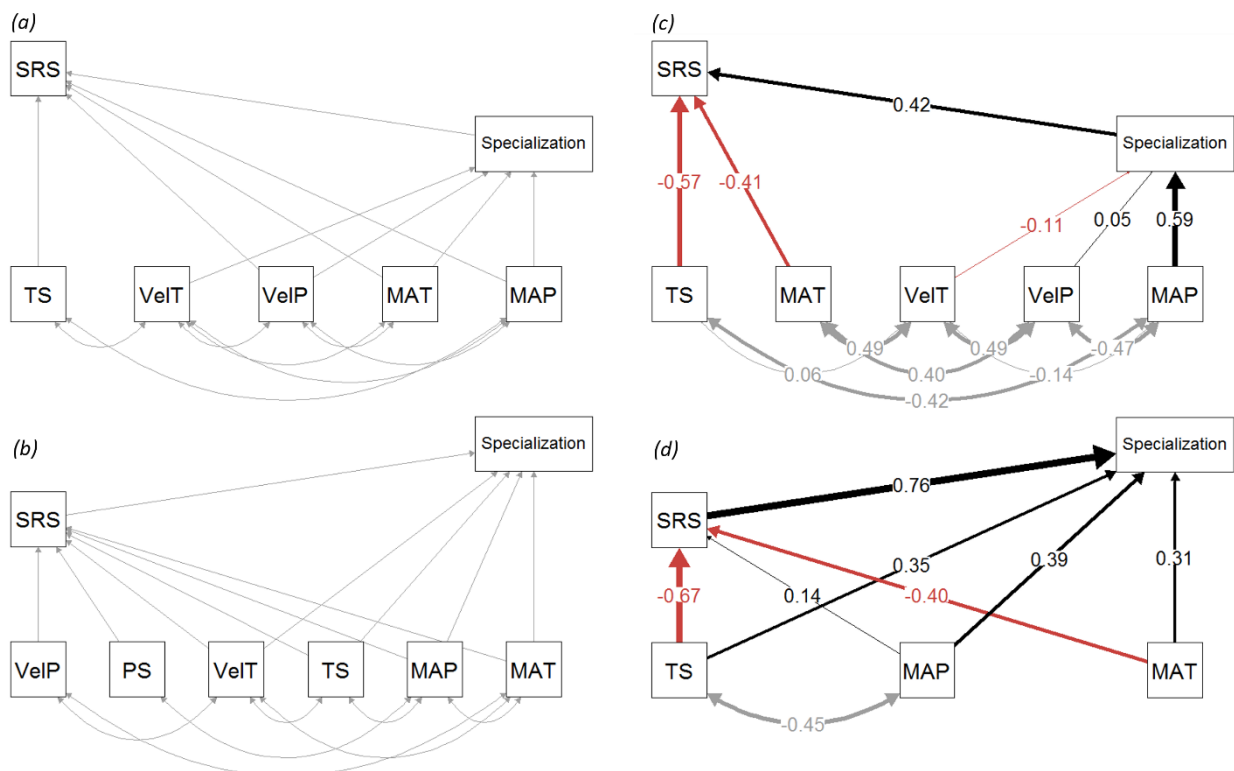 (a)
SRS
Specialization
TS VelT VelP MAT MAP
(b)
Specialization
SRS
VelP PS VelT TS MAP MAT
(c)
SRS
0.42
Specialization
-0.57 -0.41
-0.11 0.05 0.59
TS MAT VelT VelP MAP
0.49 0.49 -0.47
0.06 0.40 -0.14
-0.42
(d)
Specialization
0.76
SRS
0.35 0.39 0.31
-0.67 0.14 -0.40
TS MAP MAT
-0.45